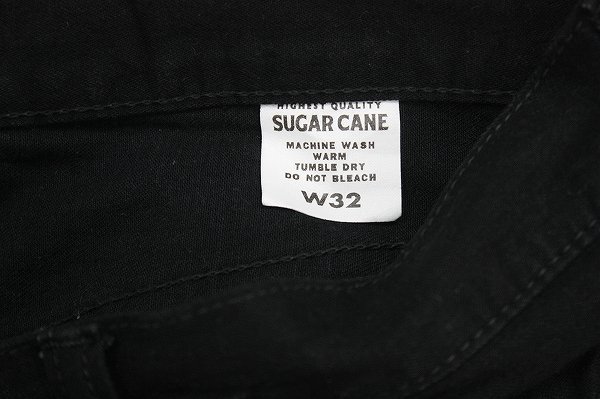 HIGHEST QUALITY
SUGAR CANE
MACHINE WASH
WARM
TUMBLE DRY
DO NOT BLEACH
W32